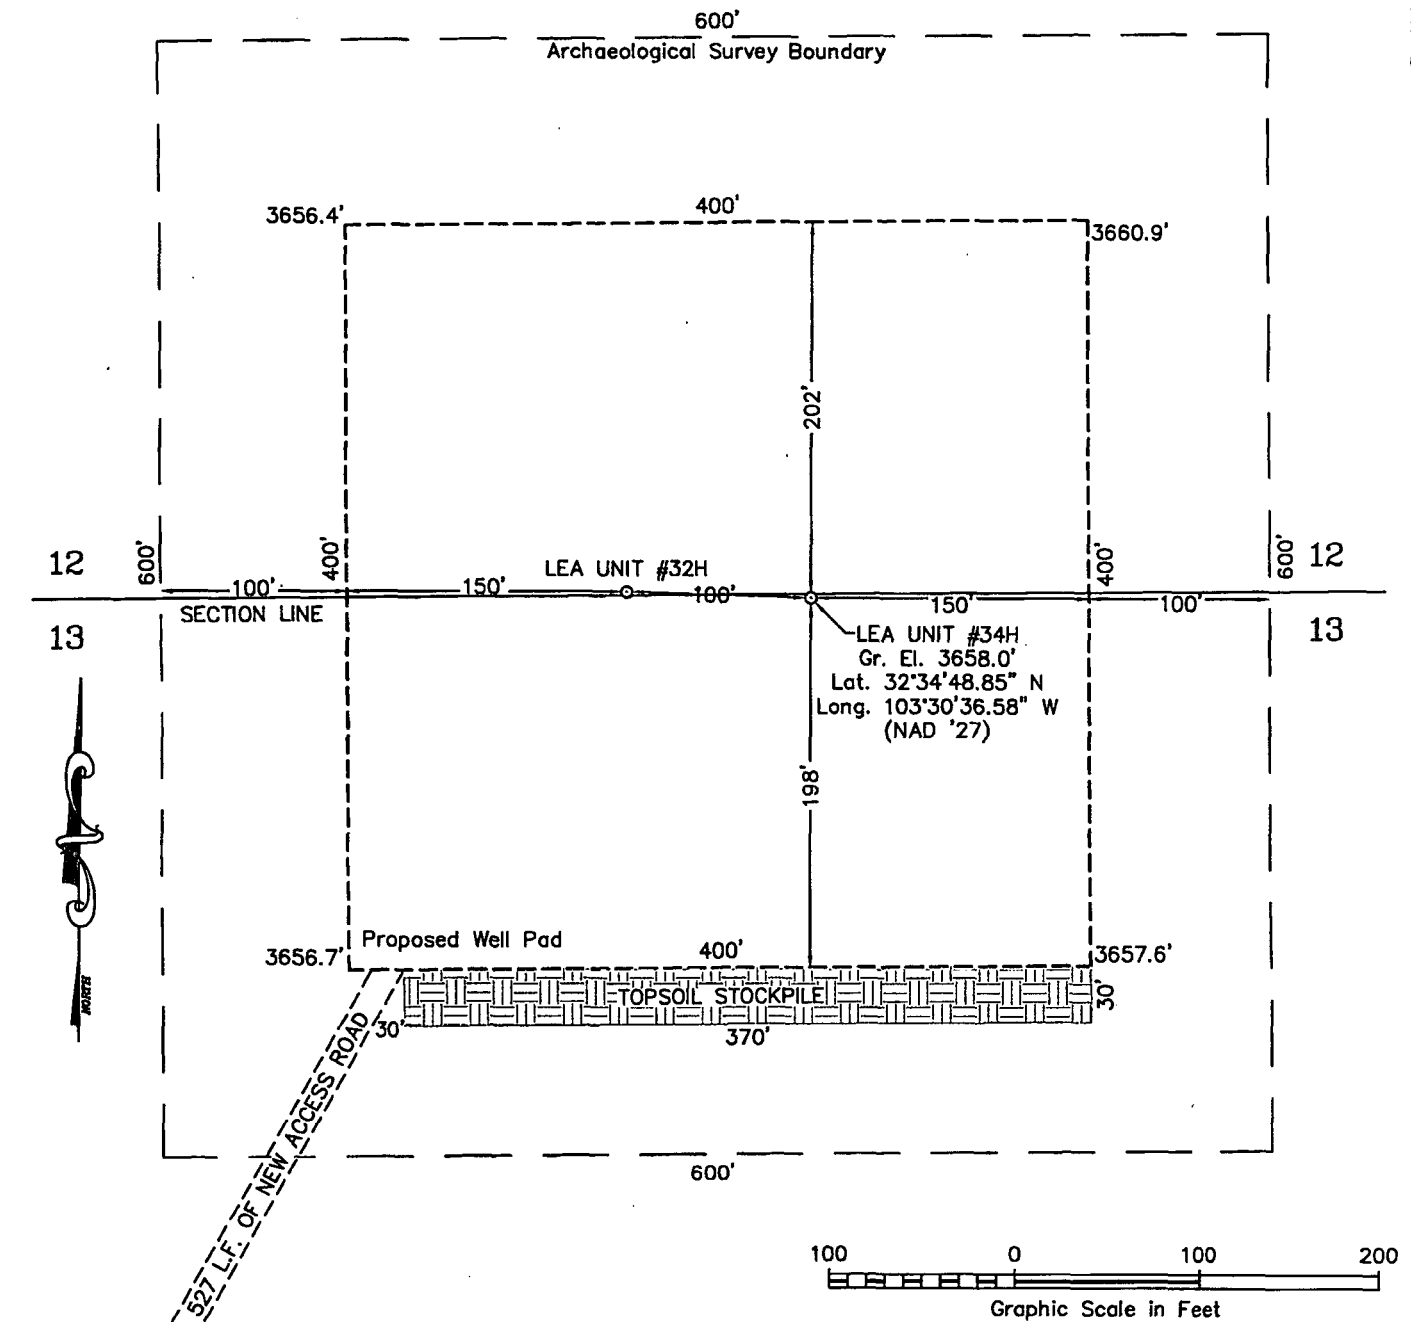 600'
Archaeological Survey Boundary
3656.4'
400'
3660.9'
202'
12
600'
400'
LEA UNIT #32H
400'
600'
12
100'
150'
100'
150'
100'
SECTION LINE
13
13
LEA UNIT #34H
Gr. El. 3658.0'
Lat. 32°34'48.85" N
Long. 103°30'36.58" W
(NAD '27)
198'
NORTH
Proposed Well Pad
3656.7'
400'
3657.6'
TOPSOIL STOCKPILE
30'
30'
370'
527 L.F. OF NEW ACCESS ROAD
600'
100 0 100 200
Graphic Scale in Feet